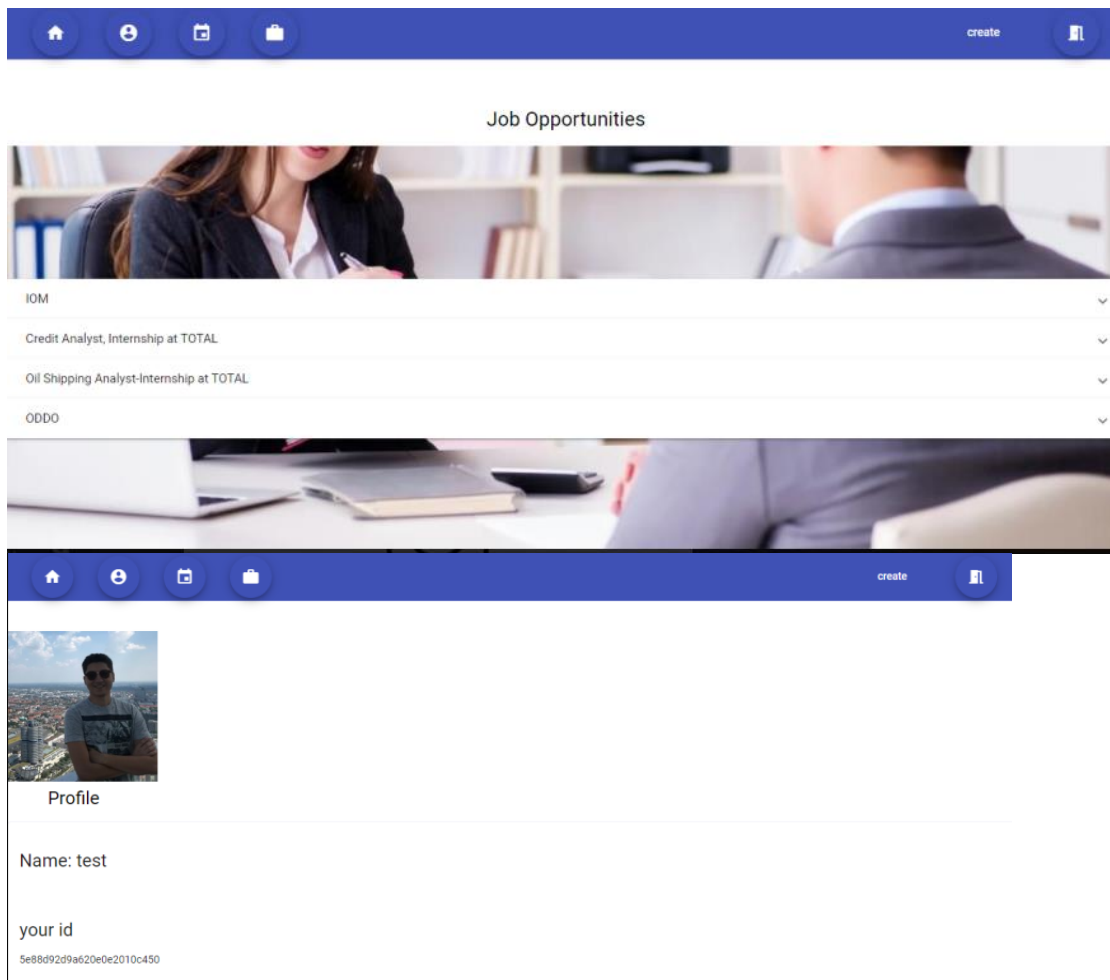 create
Job Opportunities
IOM
Credit Analyst, Internship at TOTAL
Oil Shipping Analyst-Internship at TOTAL
ODDO
create
Profile
Name: test
your id
5e88d92d9a620e0e2010c450